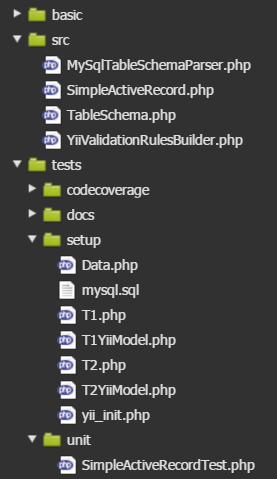 basic
src
MySqlTableSchemaParser.php
SimpleActiveRecord.php
TableSchema.php
YiiValidationRulesBuilder.php
tests
codecoverage
docs
setup
Data.php
mysql.sql
T1.php
T1YiiModel.php
T2.php
T2YiiModel.php
yii_init.php
unit
SimpleActiveRecordTest.php